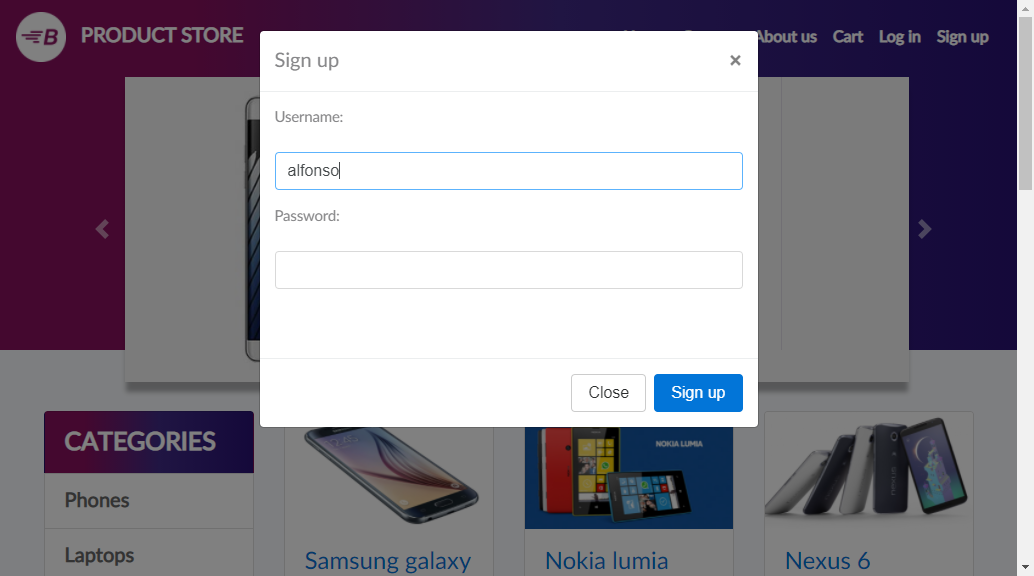 PRODUCT STORE
About us Cart Log in Sign up
Sign up
×
Username:
alfonso
Password:
Close Sign up
CATEGORIES
Phones
Laptops
NOKIA LUMIA
Samsung galaxy
Nokia lumia
Nexus 6